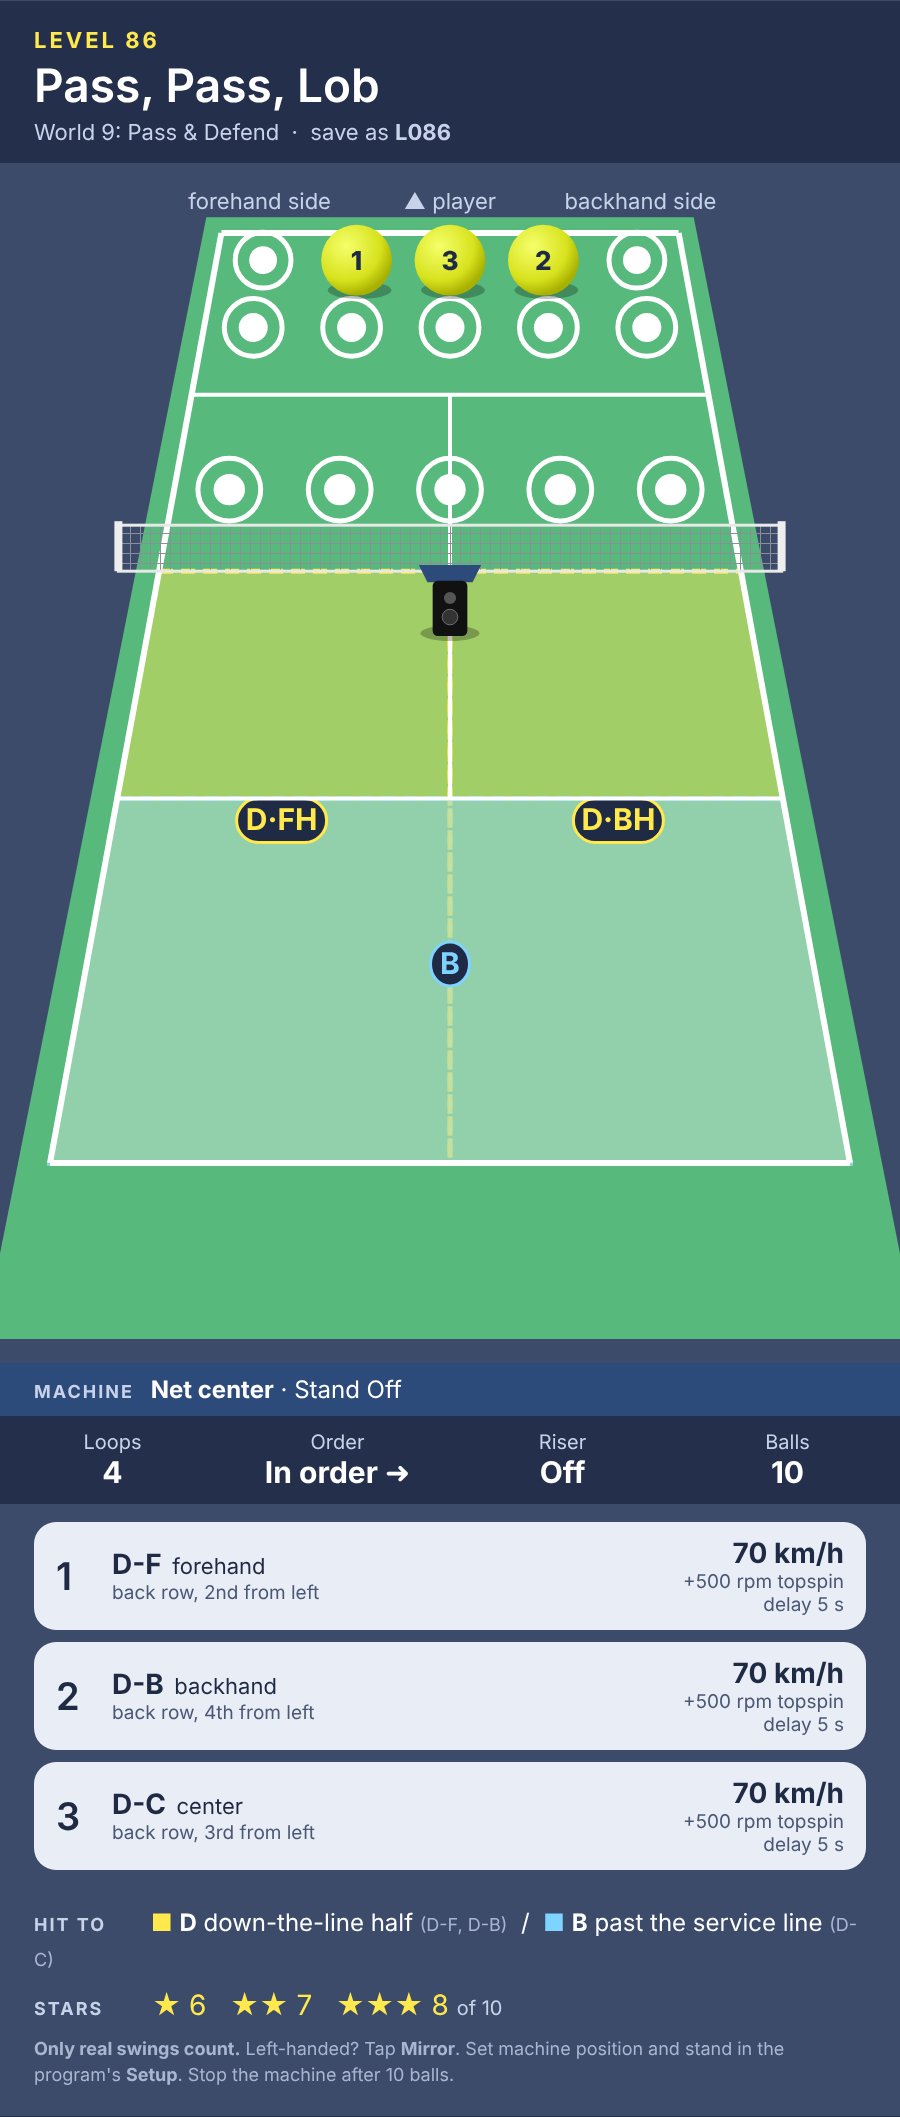 LEVEL 86
Pass, Pass, Lob
World 9: Pass & Defend · save as L086
forehand side ▲ player backhand side
1 3 2
D·FH D·BH
B
MACHINE Net center · Stand Off
Loops Order Riser Balls
4 In order ➜ Off 10
1 D-F forehand 70 km/h
back row, 2nd from left +500 rpm topspin
delay 5 s
2 D-B backhand 70 km/h
back row, 4th from left +500 rpm topspin
delay 5 s
3 D-C center 70 km/h
back row, 3rd from left +500 rpm topspin
delay 5 s
HIT TO ■ D down-the-line half (D-F, D-B) / ■ B past the service line (D-
C)
STARS ★ 6 ★★ 7 ★★★ 8 of 10
Only real swings count. Left-handed? Tap Mirror. Set machine position and stand in the
program's Setup. Stop the machine after 10 balls.